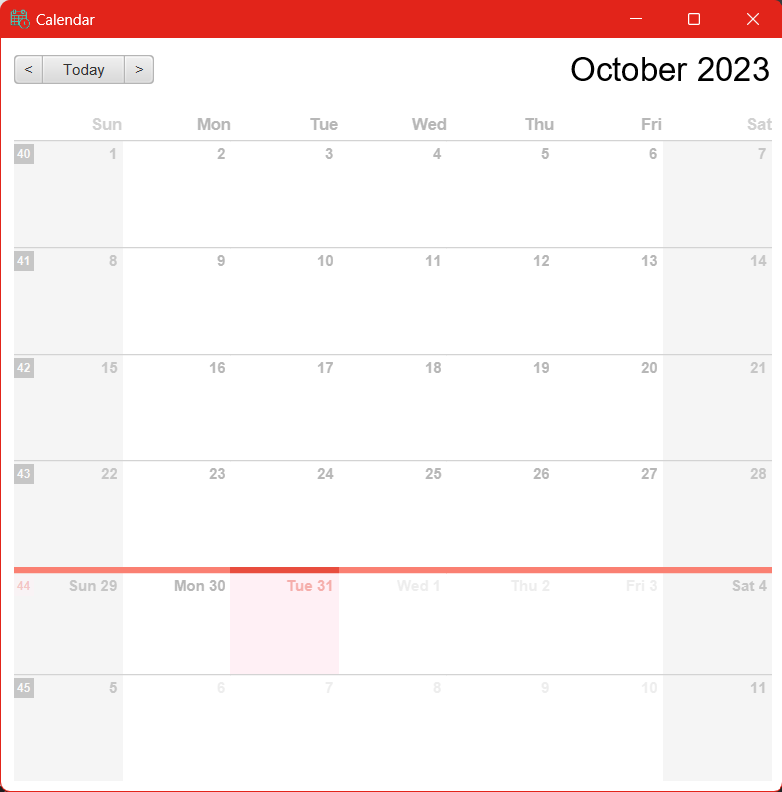 Calendar
< Today > October 2023
Sun Mon Tue Wed Thu Fri Sat
40 1 2 3 4 5 6 7
41 8 9 10 11 12 13 14
42 15 16 17 18 19 20 21
43 22 23 24 25 26 27 28
44 Sun 29 Mon 30 Tue 31 Wed 1 Thu 2 Fri 3 Sat 4
45 5 6 7 8 9 10 11